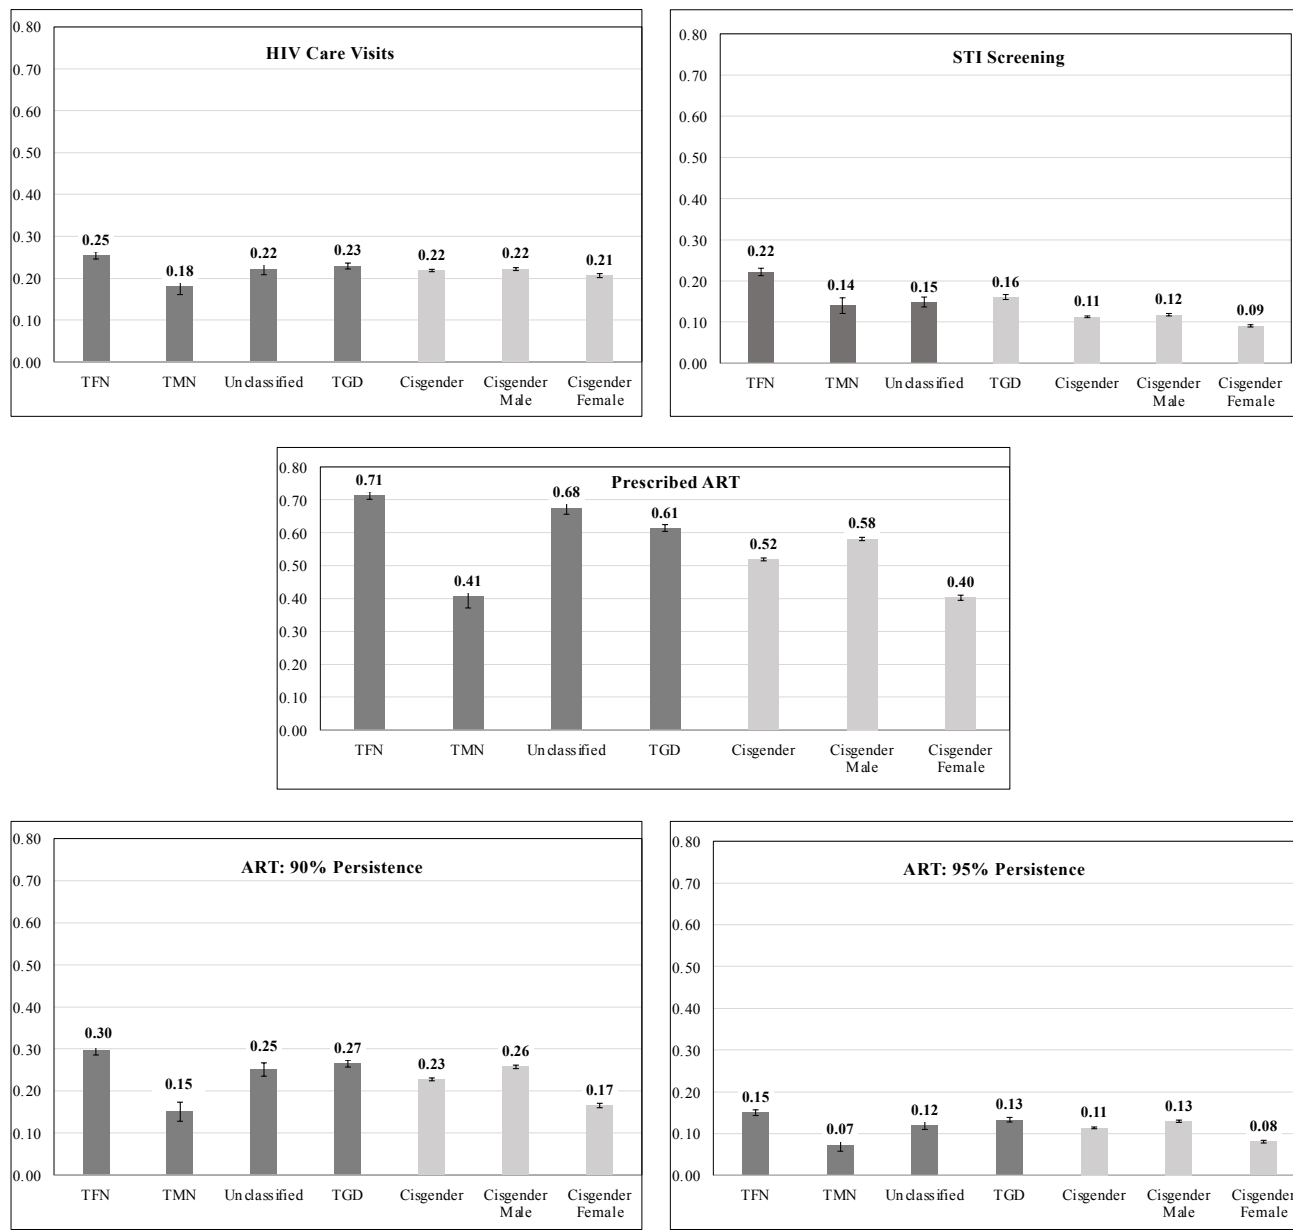 HIV Care Visits
0.80
0.70
0.60
0.50
0.40
0.30
0.20
0.10
0.00
0.25
0.18
0.22
0.23
0.22
0.22
0.21
TFN
TMN
Unclassified
TGD
Cisgender
Cisgender
Male
Cisgender
Female
STI Screening
0.80
0.70
0.60
0.50
0.40
0.30
0.20
0.10
0.00
0.22
0.14
0.15
0.16
0.11
0.12
0.09
TFN
TMN
Unclassified
TGD
Cisgender
Cisgender
Male
Cisgender
Female
Prescribed ART
0.80
0.70
0.60
0.50
0.40
0.30
0.20
0.10
0.00
0.71
0.41
0.68
0.61
0.52
0.58
0.40
TFN
TMN
Unclassified
TGD
Cisgender
Cisgender
Male
Cisgender
Female
ART: 90% Persistence
0.80
0.70
0.60
0.50
0.40
0.30
0.20
0.10
0.00
0.30
0.15
0.25
0.27
0.23
0.26
0.17
TFN
TMN
Unclassified
TGD
Cisgender
Cisgender
Male
Cisgender
Female
ART: 95% Persistence
0.80
0.70
0.60
0.50
0.40
0.30
0.20
0.10
0.00
0.15
0.07
0.12
0.13
0.11
0.13
0.08
TFN
TMN
Unclassified
TGD
Cisgender
Cisgender
Male
Cisgender
Female